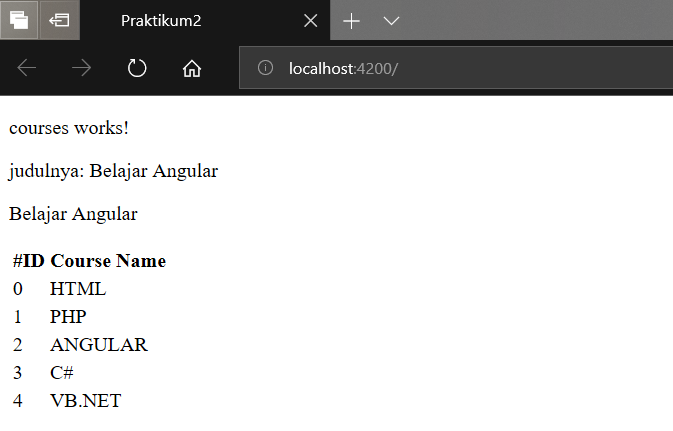 Praktikum2
localhost:4200/
courses works!
judulnya: Belajar Angular
Belajar Angular
#ID Course Name
0 HTML
1 PHP
2 ANGULAR
3 C#
4 VB.NET